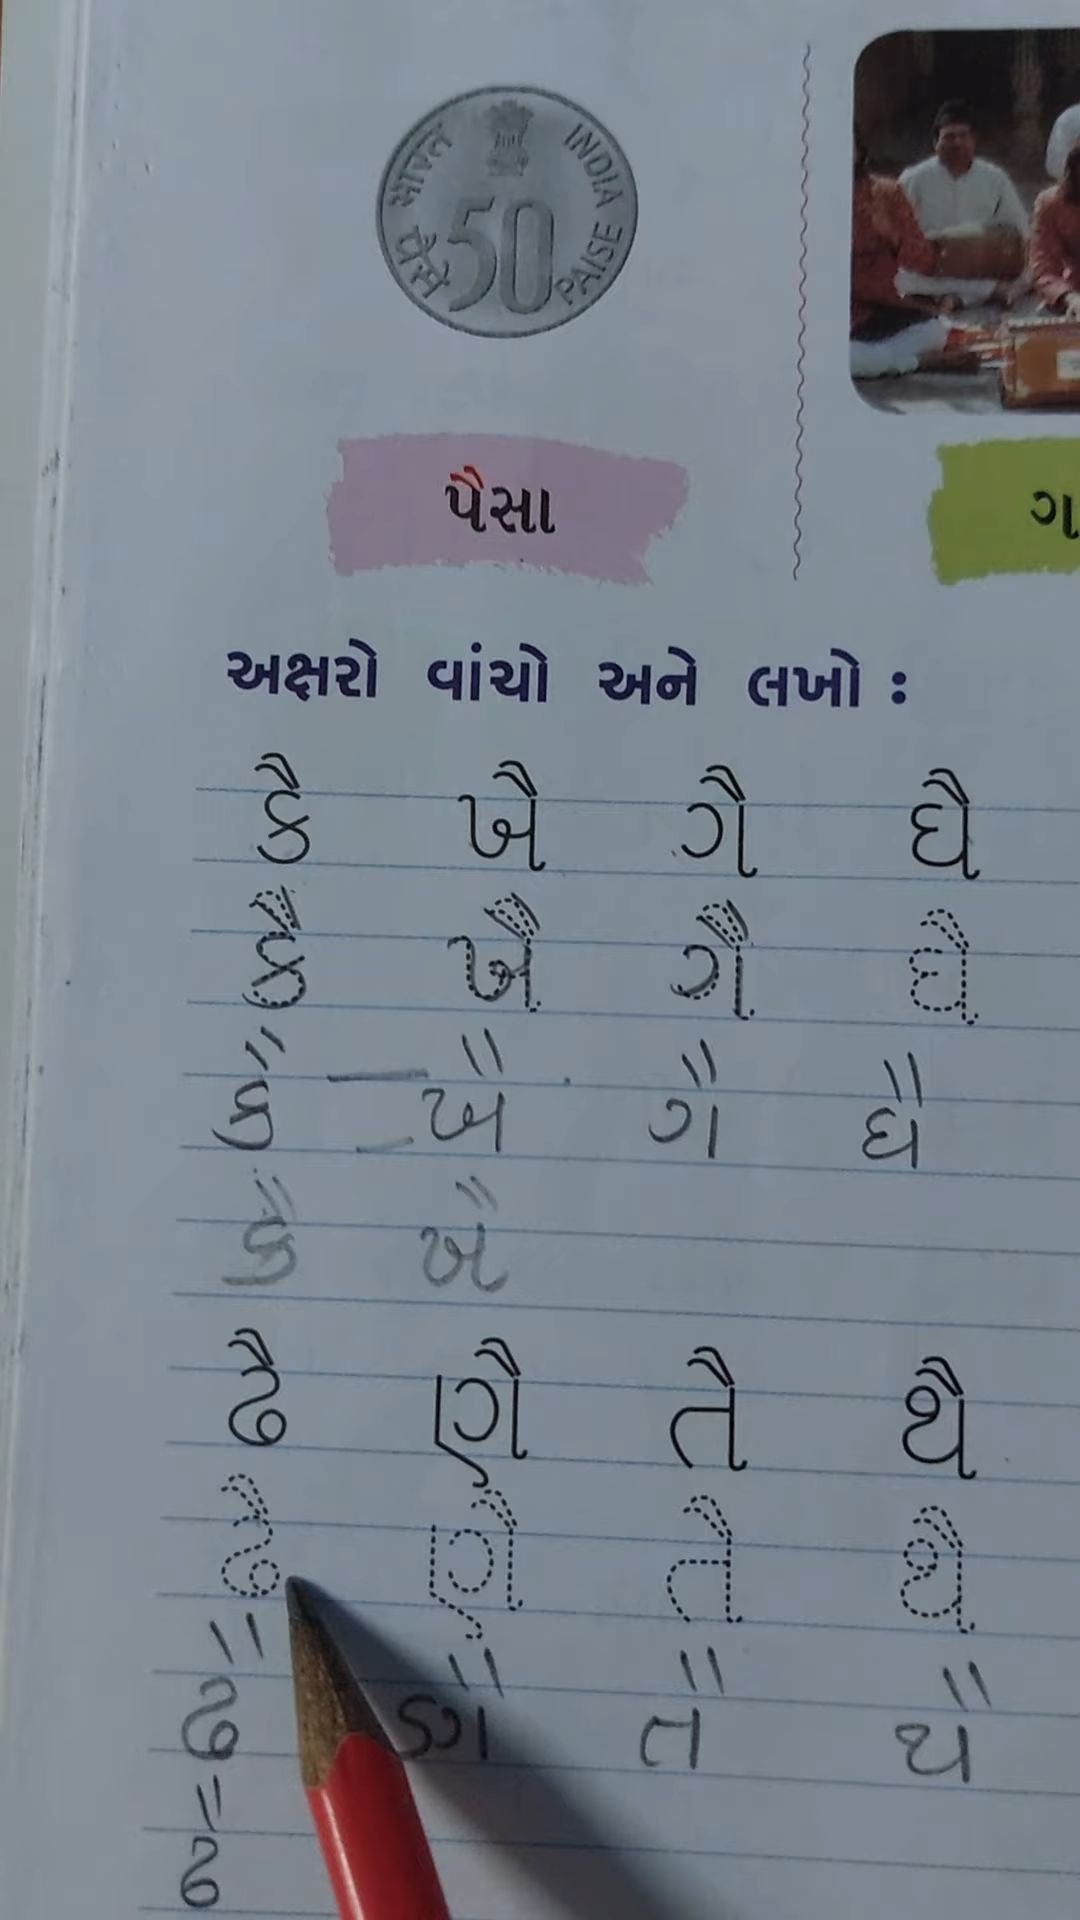 भारत INDIA
पैसे 50 PAISE
પૈસા
ગ
અક્ષરો વાંચો અને લખો :
કૈ ખૈ ગૈ ઘૈ
કૈ ખૈ ગૈ ઘૈ
કૈ ખૈ ગૈ ઘૈ
કૈ ખૈ
ઢૈ ણૈ તૈ થૈ
ઢૈ ણૈ તૈ થૈ
ઢૈ તૈ થૈ